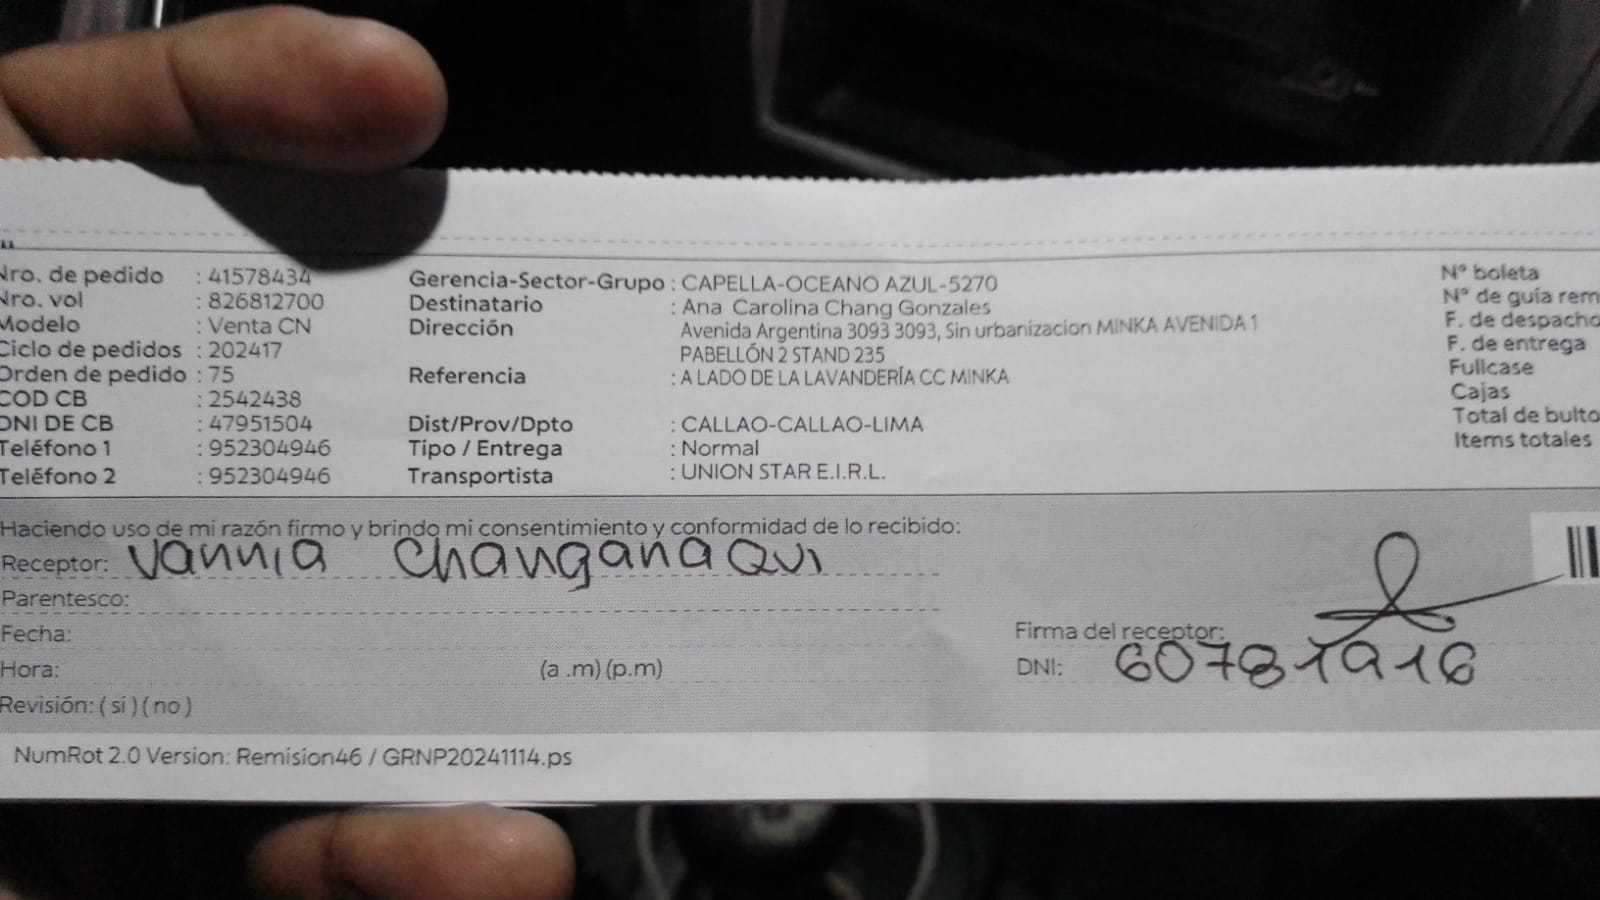 Nro. de pedido : 41578434
Nro. vol : 826812700
Modelo : Venta CN
Ciclo de pedidos : 202417
Orden de pedido : 75
COD CB : 2542438
DNI DE CB : 47951504
Teléfono 1 : 952304946
Teléfono 2 : 952304946
Gerencia-Sector-Grupo : CAPELLA-OCEANO AZUL-5270
Destinatario : Ana Carolina Chang Gonzales
Dirección Avenida Argentina 3093 3093, Sin urbanizacion MINKA AVENIDA 1
PABELLÓN 2 STAND 235
Referencia : A LADO DE LA LAVANDERÍA CC MINKA
Dist/Prov/Dpto : CALLAO-CALLAO-LIMA
Tipo / Entrega : Normal
Transportista : UNION STAR E.I.R.L.
N° boleta
N° de guía rem
F. de despacho
F. de entrega
Fullcase
Cajas
Total de bulto
Items totales
Haciendo uso de mi razón firmo y brindo mi consentimiento y conformidad de lo recibido:
Receptor: Vannia Changanaqui
Parentesco:
Fecha:
Hora: (a .m) (p.m)
Revisión: ( si ) ( no )
Firma del receptor:
DNI: 60781916
NumRot 2.0 Version: Remision46 / GRNP20241114.ps